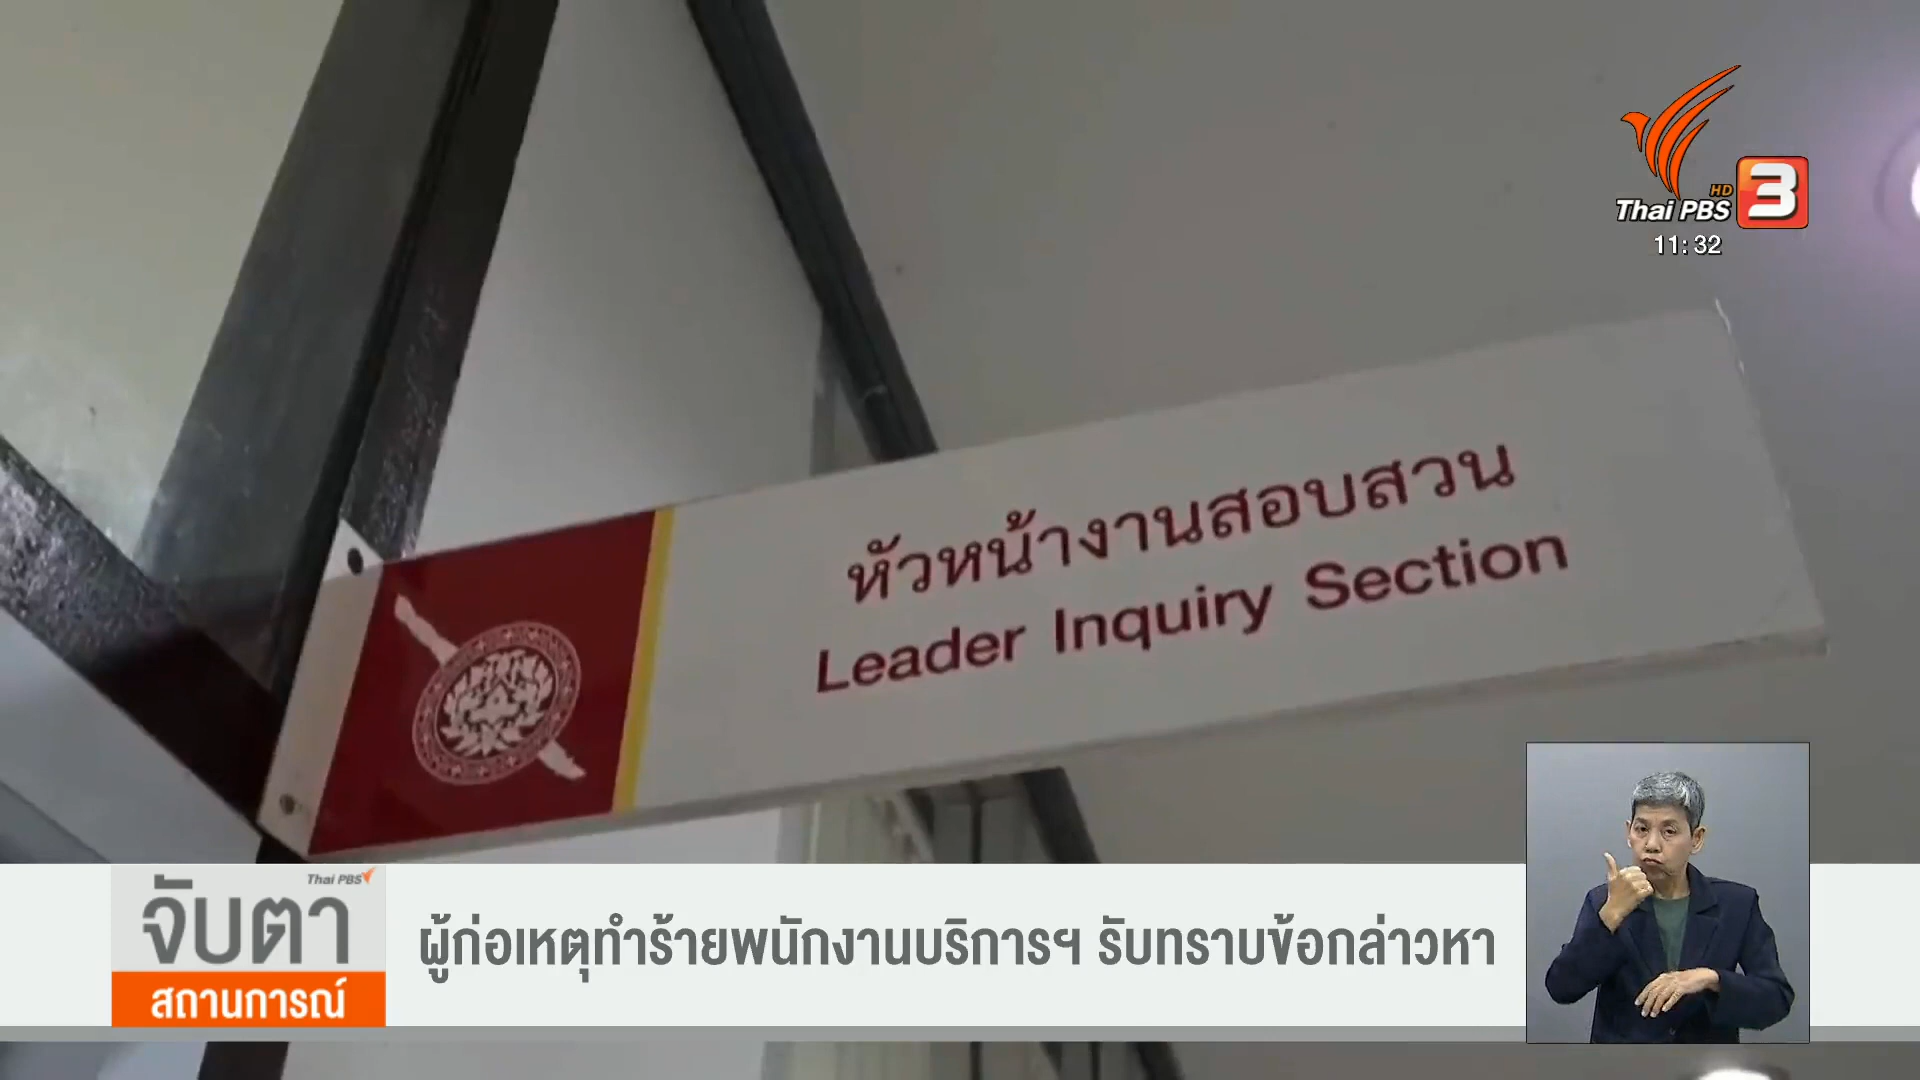 HD
Thai PBS 3
11:32
หัวหน้างานสอบสวน
Leader Inquiry Section
Thai PBS
จับตา
สถานการณ์
ผู้ก่อเหตุทำร้ายพนักงานบริการฯ รับทราบข้อกล่าวหา